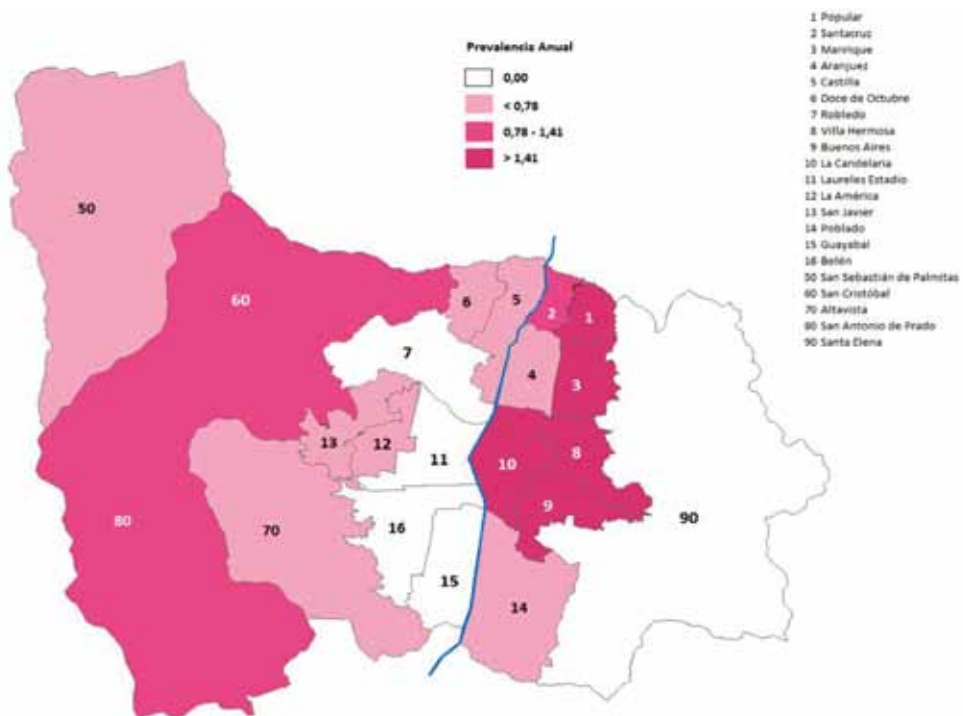 Prevalencia Anual
0,00
< 0,78
0,78 - 1,41
> 1,41
1 Popular
2 Santacruz
3 Manrique
4 Aranjuez
5 Castilla
6 Doce de Octubre
7 Robledo
8 Villa Hermosa
9 Buenos Aires
10 La Candelaria
11 Laureles Estadio
12 La América
13 San Javier
14 Poblado
15 Guayabal
16 Belén
50 San Sebastián de Palmitas
60 San Cristóbal
70 Altavista
80 San Antonio de Prado
90 Santa Elena
50
60
6
5
2
1
7
4
3
13
12
11
10
8
80
70
16
9
90
15
14